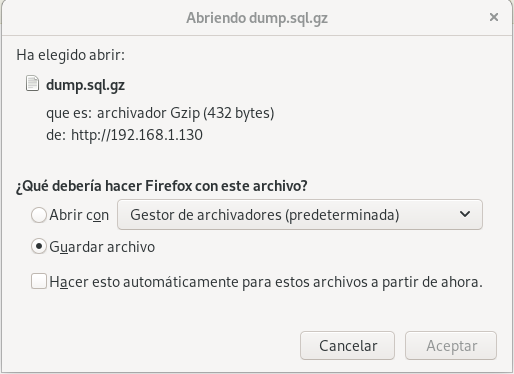 Abriendo dump.sql.gz
Ha elegido abrir:
dump.sql.gz
que es: archivador Gzip (432 bytes)
de: http://192.168.1.130
¿Qué debería hacer Firefox con este archivo?
Abrir con Gestor de archivadores (predeterminada)
Guardar archivo
Hacer esto automáticamente para estos archivos a partir de ahora.
Cancelar Aceptar